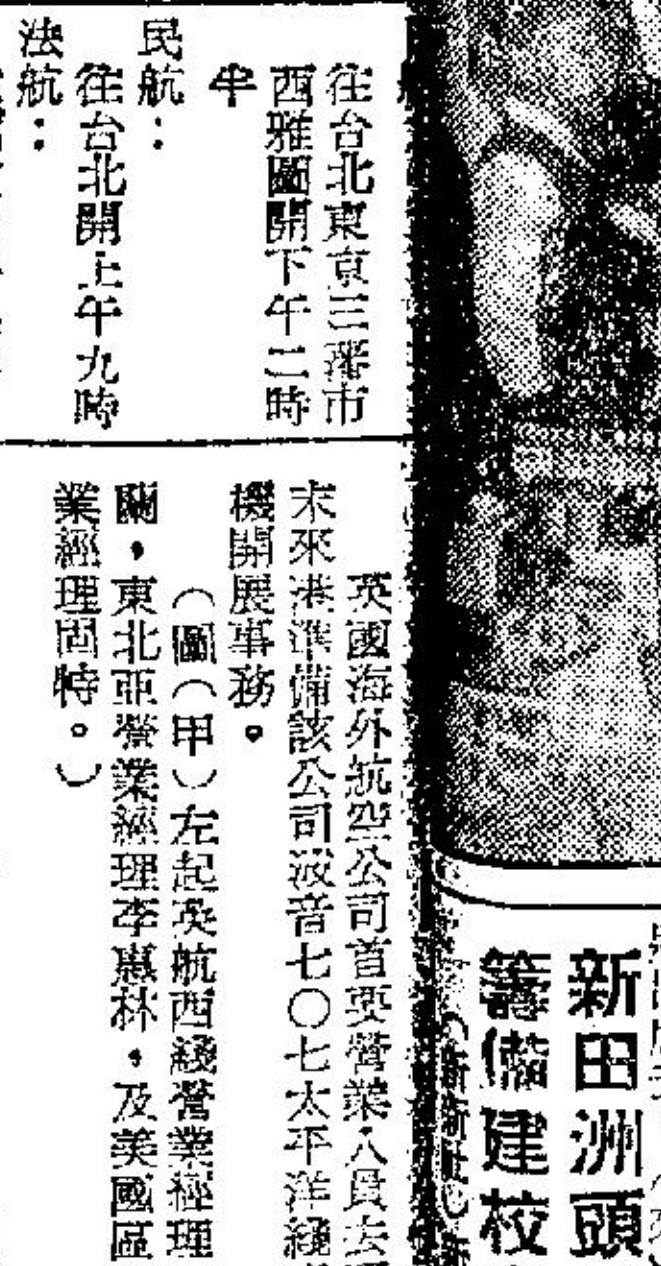 往台北東京三藩市
西雅圖開下午二時
半
民航：
往台北開上午九時
法航：
英國海外航空公司首要營業人員去
末來港準備該公司波音七〇七太平洋綫
機開展事務。
（圖（甲）左起英航西綫營業經理
蘭，東北亞營業經理李惠林，及美國區
業經理固特。）
新田洲頭
籌備建校